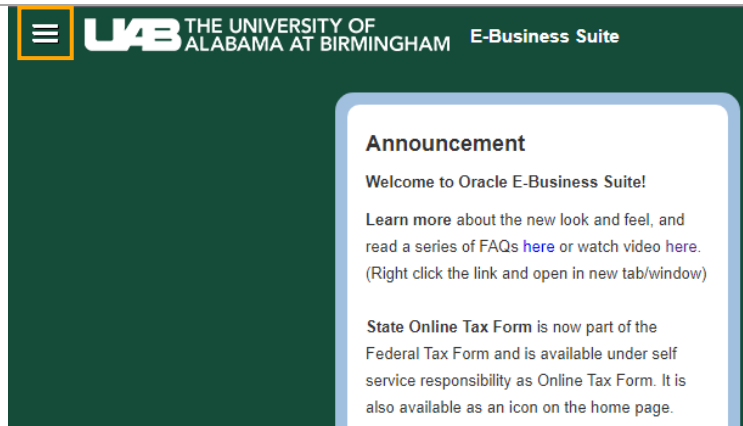 UAB THE UNIVERSITY OF
ALABAMA AT BIRMINGHAM E-Business Suite
Announcement
Welcome to Oracle E-Business Suite!
Learn more about the new look and feel, and
read a series of FAQs here or watch video here.
(Right click the link and open in new tab/window)
State Online Tax Form is now part of the
Federal Tax Form and is available under self
service responsibility as Online Tax Form. It is
also available as an icon on the home page.